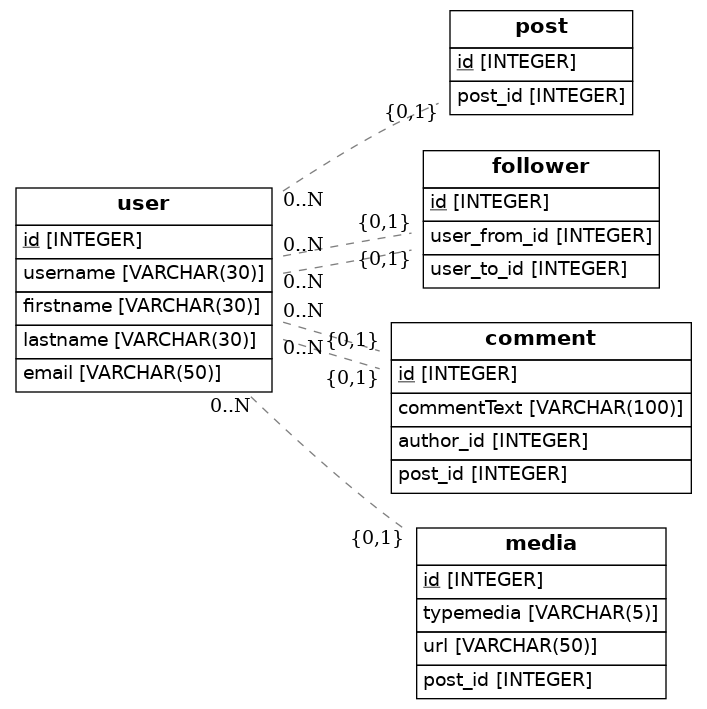 post
id [INTEGER]
post_id [INTEGER]
{0,1}
0..N
follower
id [INTEGER]
user_from_id [INTEGER]
user_to_id [INTEGER]
{0,1}
{0,1}
0..N
0..N
user
id [INTEGER]
username [VARCHAR(30)]
firstname [VARCHAR(30)]
lastname [VARCHAR(30)]
email [VARCHAR(50)]
0..N
0..N
{0,1}
{0,1}
comment
id [INTEGER]
commentText [VARCHAR(100)]
author_id [INTEGER]
post_id [INTEGER]
0..N
{0,1}
media
id [INTEGER]
typemedia [VARCHAR(5)]
url [VARCHAR(50)]
post_id [INTEGER]